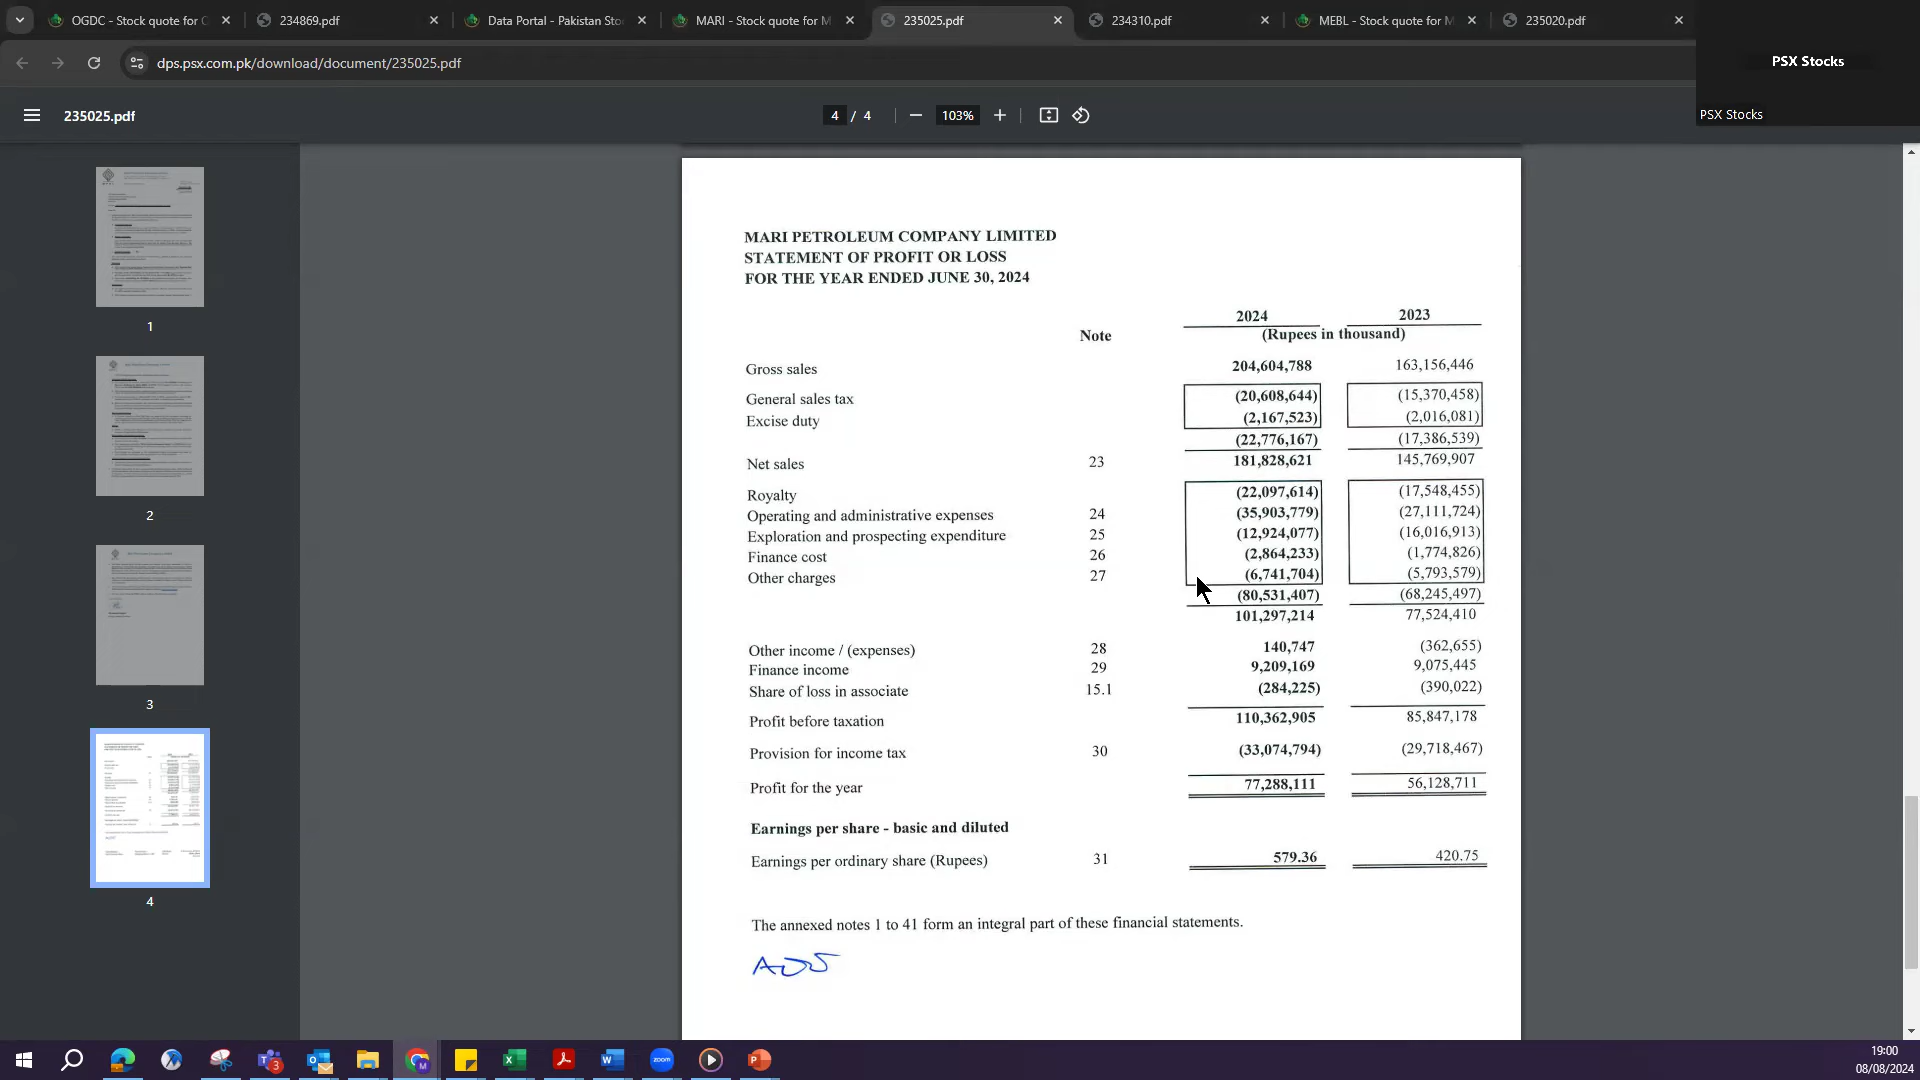 OGDC - Stock quote for O
234869.pdf
Data Portal - Pakistan Sto
MARI - Stock quote for M
235025.pdf
234310.pdf
MEBL - Stock quote for M
235020.pdf
PSX Stocks
dps.psx.com.pk/download/document/235025.pdf
235025.pdf
4 / 4
103%
PSX Stocks
1
2
3
4
MARI PETROLEUM COMPANY LIMITED
STATEMENT OF PROFIT OR LOSS
FOR THE YEAR ENDED JUNE 30, 2024
2024 2023
Note (Rupees in thousand)
Gross sales 204,604,788 163,156,446
General sales tax (20,608,644) (15,370,458)
Excise duty (2,167,523) (2,016,081)
(22,776,167) (17,386,539)
Net sales 23 181,828,621 145,769,907
Royalty (22,097,614) (17,548,455)
Operating and administrative expenses 24 (35,903,779) (27,111,724)
Exploration and prospecting expenditure 25 (12,924,077) (16,016,913)
Finance cost 26 (2,864,233) (1,774,826)
Other charges 27 (6,741,704) (5,793,579)
(80,531,407) (68,245,497)
101,297,214 77,524,410
Other income / (expenses) 28 140,747 (362,655)
Finance income 29 9,209,169 9,075,445
Share of loss in associate 15.1 (284,225) (390,022)
Profit before taxation 110,362,905 85,847,178
Provision for income tax 30 (33,074,794) (29,718,467)
Profit for the year 77,288,111 56,128,711
Earnings per share - basic and diluted
Earnings per ordinary share (Rupees) 31 579.36 420.75
The annexed notes 1 to 41 form an integral part of these financial statements.
19:00
08/08/2024